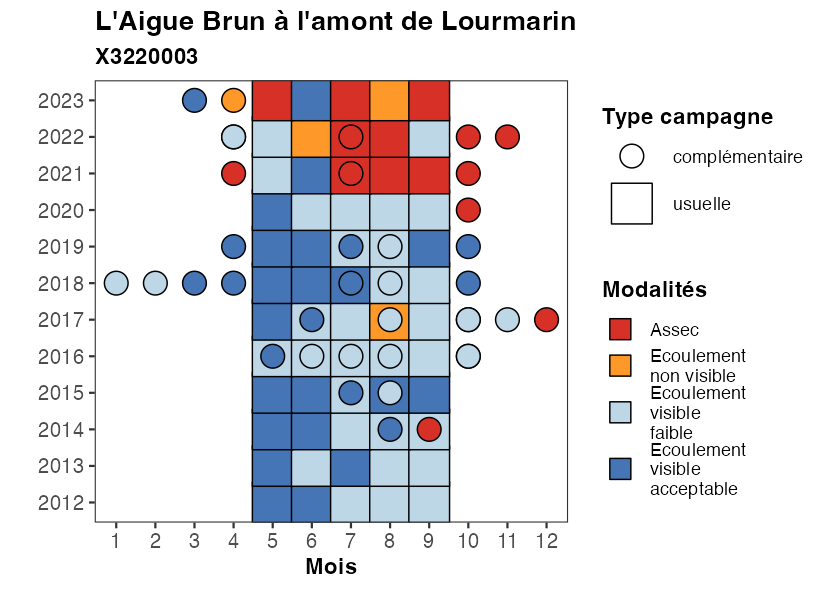 L'Aigue Brun à l'amont de Lourmarin
X3220003
2023
2022
2021
2020
2019
2018
2017
2016
2015
2014
2013
2012
1 2 3 4 5 6 7 8 9 10 11 12
Mois
Type campagne
complémentaire
usuelle
Modalités
Assec
Ecoulement
non visible
Ecoulement
visible
faible
Ecoulement
visible
acceptable